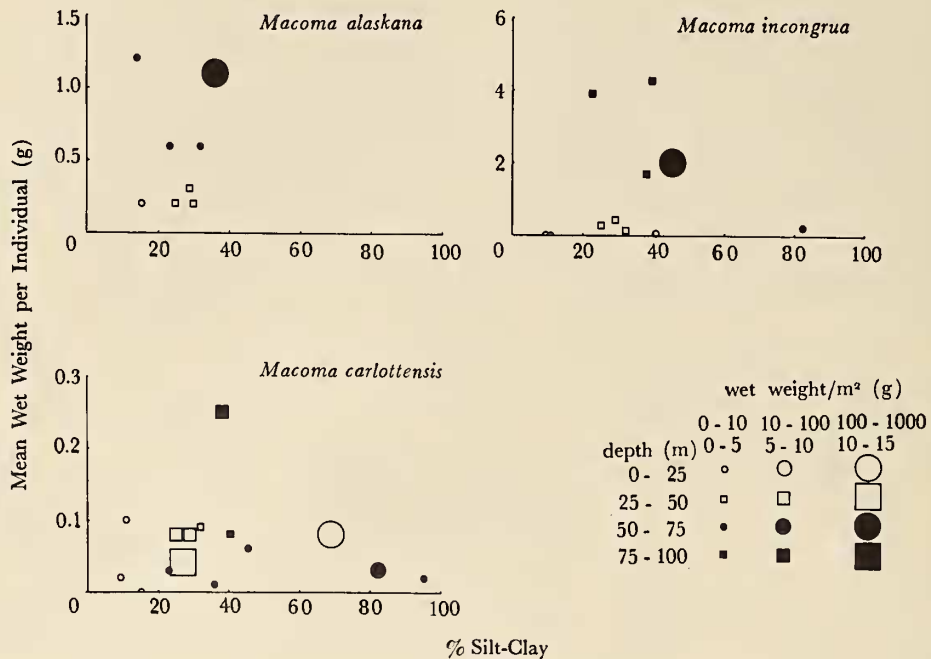 Mean Wet Weight per Individual (g)
Macoma alaskana
1.5
1.0
0.5
0
20
40
60
80
100
Macoma incongrua
6
4
2
0
20
40
60
80
100
Macoma carlottensis
0.3
0.2
0.1
0
0
20
40
60
80
100
% Silt-Clay
wet weight/m² (g)
0 - 10 10 - 100 100 - 1000
depth (m) 0 - 5 5 - 10 10 - 15
0 - 25
25 - 50
50 - 75
75 - 100